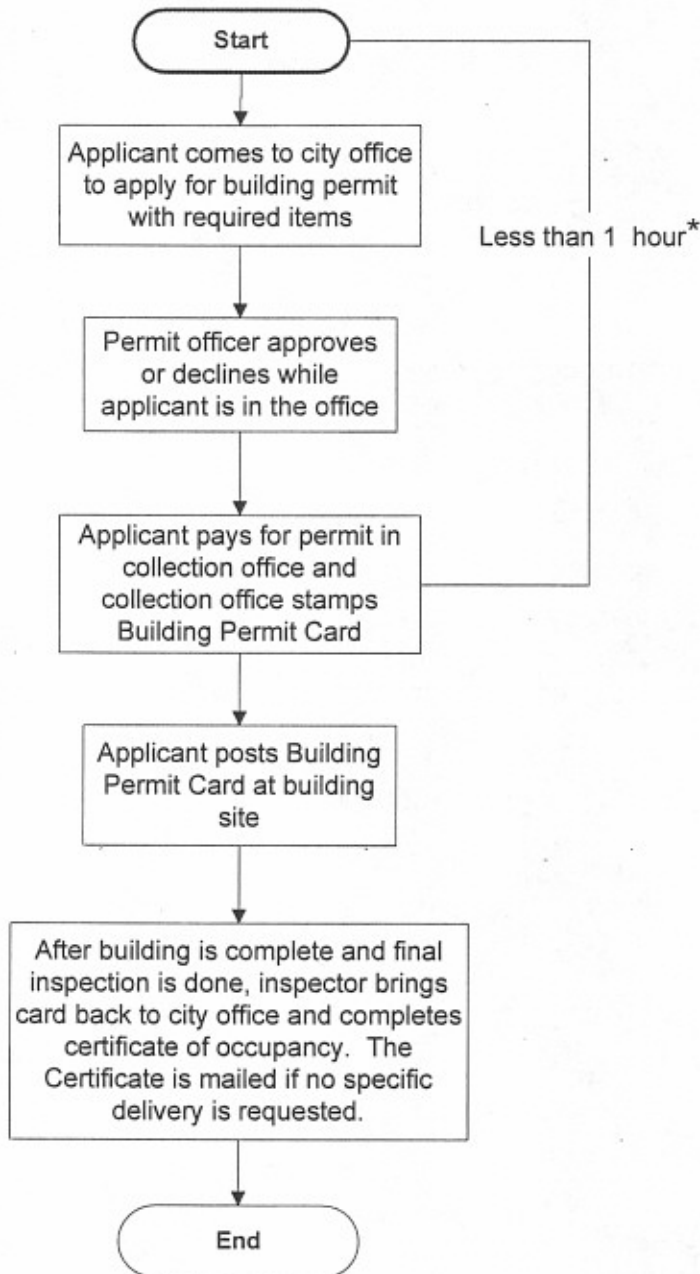 Start
Applicant comes to city office
to apply for building permit
with required items
Less than 1 hour*
Permit officer approves
or declines while
applicant is in the office
Applicant pays for permit in
collection office and
collection office stamps
Building Permit Card
Applicant posts Building
Permit Card at building
site
After building is complete and final
inspection is done, inspector brings
card back to city office and completes
certificate of occupancy. The
Certificate is mailed if no specific
delivery is requested.
End